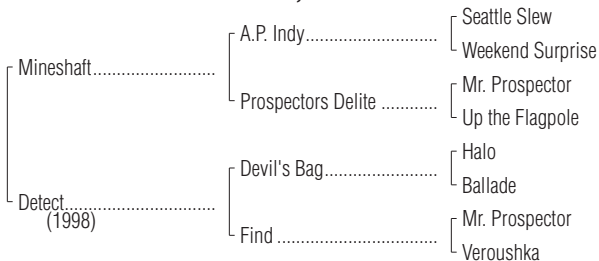 Seattle Slew
A.P. Indy..............................
Weekend Surprise
Mineshaft............................
Mr. Prospector
Prospectors Delite .............
Up the Flagpole
Halo
Devil's Bag..........................
Ballade
Detect..................................
(1998)
Mr. Prospector
Find .....................................
Veroushka